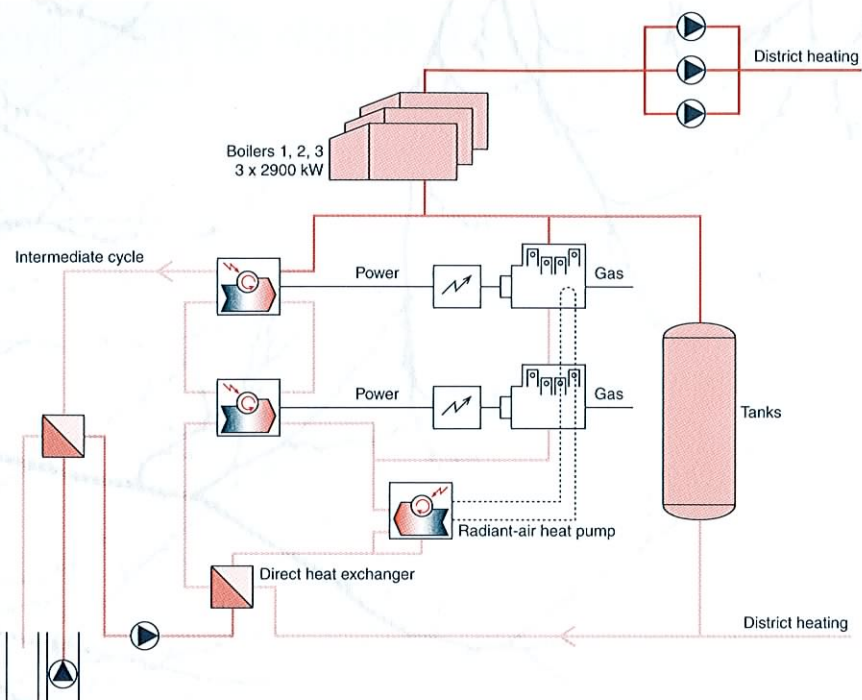 District heating
Boilers 1, 2, 3
3 x 2900 kW
Intermediate cycle
Power
Gas
Power
Gas
Tanks
Radiant-air heat pump
Direct heat exchanger
District heating